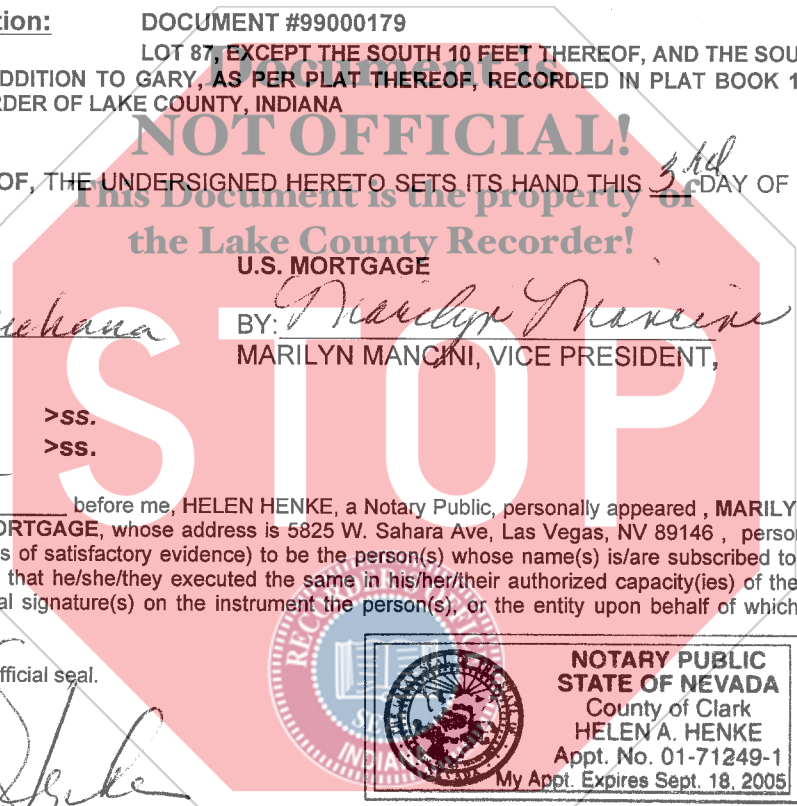 tion: DOCUMENT #99000179
LOT 87, EXCEPT THE SOUTH 10 FEET THEREOF, AND THE SOU
DDITION TO GARY, AS PER PLAT THEREOF, RECORDED IN PLAT BOOK 1
RDER OF LAKE COUNTY, INDIANA
Document is
NOT OFFICIAL!
OF, THE UNDERSIGNED HERETO SETS ITS HAND THIS 3rd DAY OF
This Document is the property of
the Lake County Recorder!
U.S. MORTGAGE
BY: Marilyn Mancini
MARILYN MANCINI, VICE PRESIDENT,
STOP
>ss.
>ss.
before me, HELEN HENKE, a Notary Public, personally appeared , MARILY
ORTGAGE, whose address is 5825 W. Sahara Ave, Las Vegas, NV 89146 , person
s of satisfactory evidence) to be the person(s) whose name(s) is/are subscribed to
that he/she/they executed the same in his/her/their authorized capacity(ies) of the
al signature(s) on the instrument the person(s), or the entity upon behalf of which
fficial seal.
RECORDER'S OFFICE
SEAL
INDIANA
NOTARY PUBLIC
STATE OF NEVADA
County of Clark
HELEN A. HENKE
Appt. No. 01-71249-1
My Appt. Expires Sept. 18, 2005